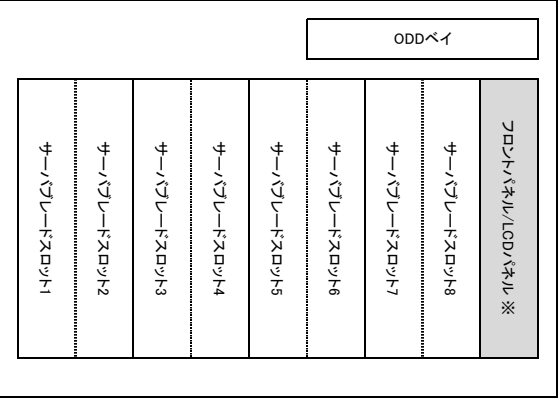 ODDベイ
サーバブレードスロット1
サーバブレードスロット2
サーバブレードスロット3
サーバブレードスロット4
サーバブレードスロット5
サーバブレードスロット6
サーバブレードスロット7
サーバブレードスロット8
フロントパネル/LCDパネル ※